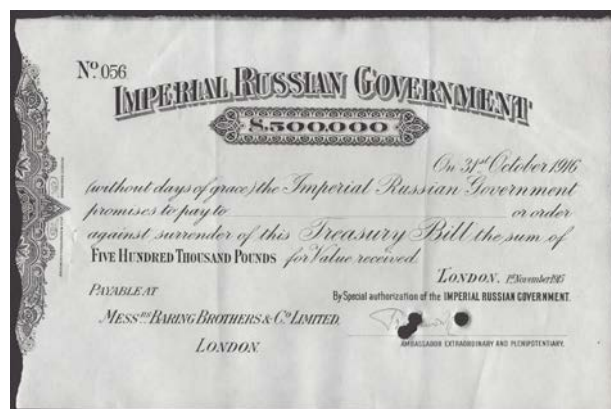 Nº 056
IMPERIAL RUSSIAN GOVERNMENT
£.500.000
On 31st October 1916
(without days of grace) the Imperial Russian Government
promises to pay to or order
against surrender of this Treasury Bill the sum of
FIVE HUNDRED THOUSAND POUNDS for Value received.
LONDON. 1st November 1915
PAYABLE AT
By Special authorization of the IMPERIAL RUSSIAN GOVERNMENT.
MESSRS BARING BROTHERS & Co LIMITED,
LONDON.
AMBASSADOR EXTRAORDINARY AND PLENIPOTENTIARY.